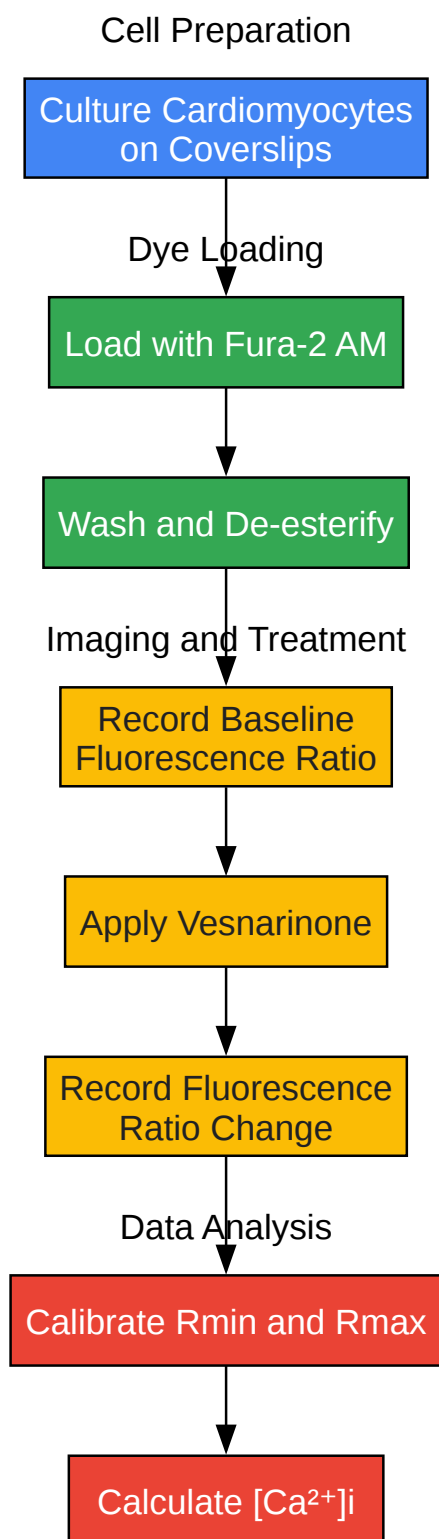 Cell Preparation
Culture Cardiomyocytes
on Coverslips
Dye Loading
Load with Fura-2 AM
Wash and De-esterify
Imaging and Treatment
Record Baseline
Fluorescence Ratio
Apply Vesnarinone
Record Fluorescence
Ratio Change
Data Analysis
Calibrate Rmin and Rmax
Calculate [Ca²⁺]i